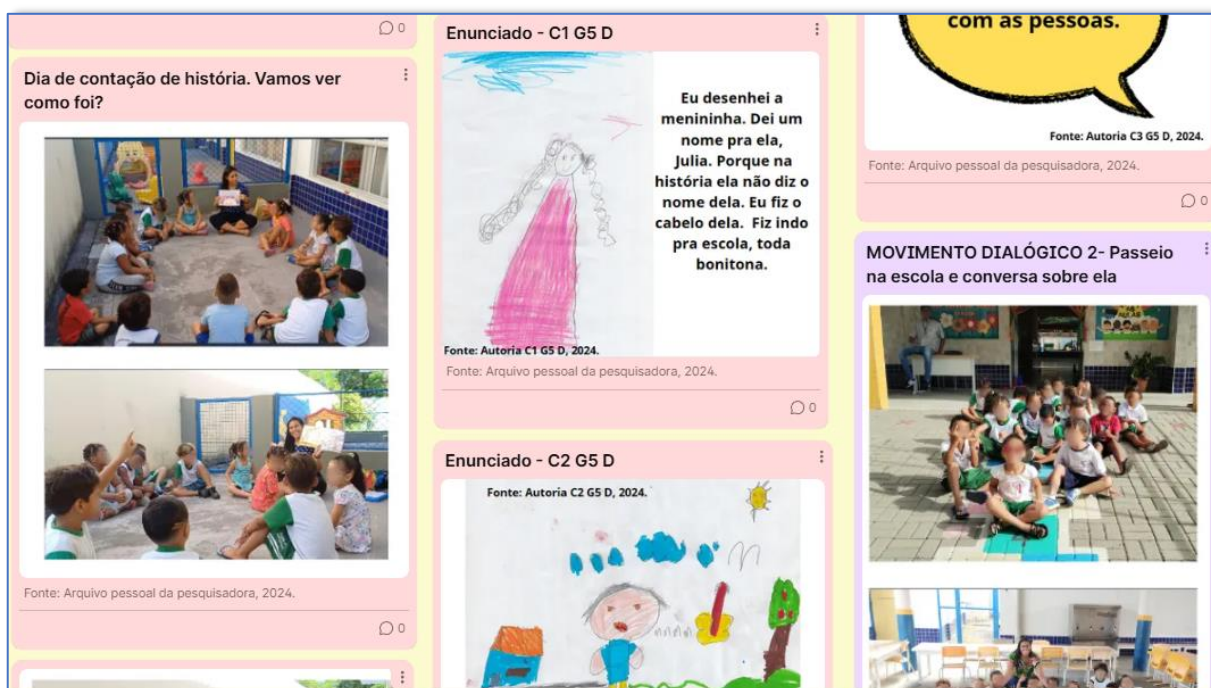 0
Dia de contação de história. Vamos ver
como foi?
Fonte: Arquivo pessoal da pesquisadora, 2024.
0
Enunciado - C1 G5 D
Eu desenhei a
menininha. Dei um
nome pra ela,
Julia. Porque na
história ela não diz o
nome dela. Eu fiz o
cabelo dela. Fiz indo
pra escola, toda
bonitona.
Fonte: Autoria C1 G5 D, 2024.
Fonte: Arquivo pessoal da pesquisadora, 2024.
0
Enunciado - C2 G5 D
Fonte: Autoria C2 G5 D, 2024.
com as pessoas.
Fonte: Autoria C3 G5 D, 2024.
Fonte: Arquivo pessoal da pesquisadora, 2024.
0
MOVIMENTO DIALÓGICO 2- Passeio
na escola e conversa sobre ela